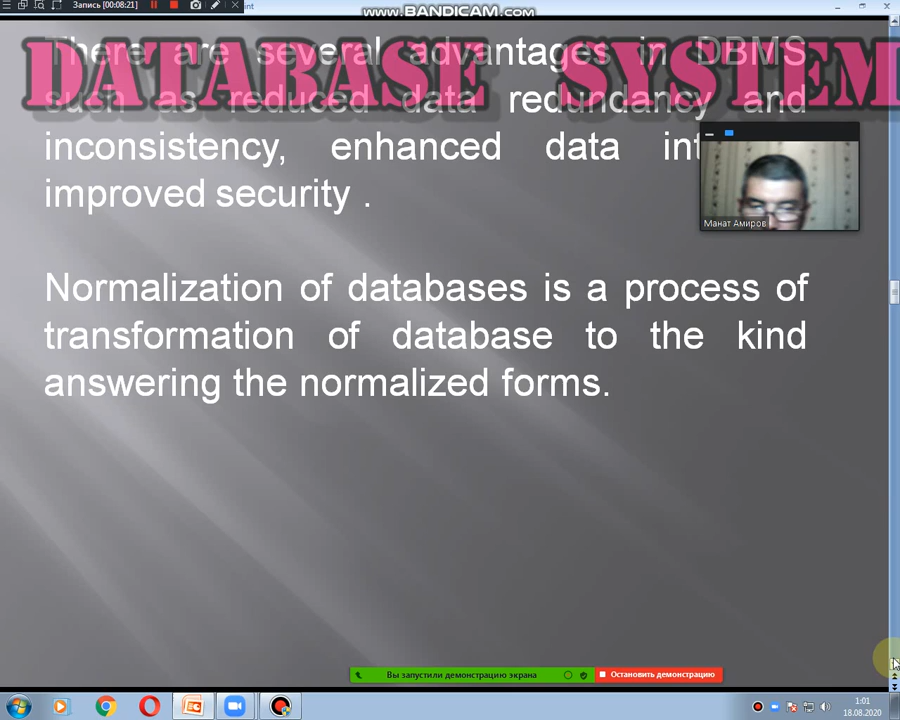 Запись [00:08:21]
int
www.BANDICAM.com
DATABASE SYSTEM
There are several advantages in DBMS
such as reduced data redundancy and
inconsistency, enhanced data int
improved security .
Манат Амиров
Normalization of databases is a process of
transformation of database to the kind
answering the normalized forms.
Вы запустили демонстрацию экрана
Остановить демонстрацию
1:01
18.08.2020